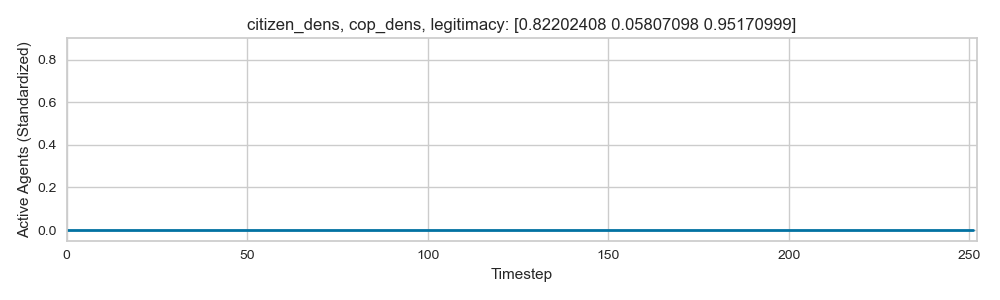 citizen_dens, cop_dens, legitimacy: [0.82202408 0.05807098 0.95170999]
Active Agents (Standardized)
0.8
0.6
0.4
0.2
0.0
0 50 100 150 200 250
Timestep